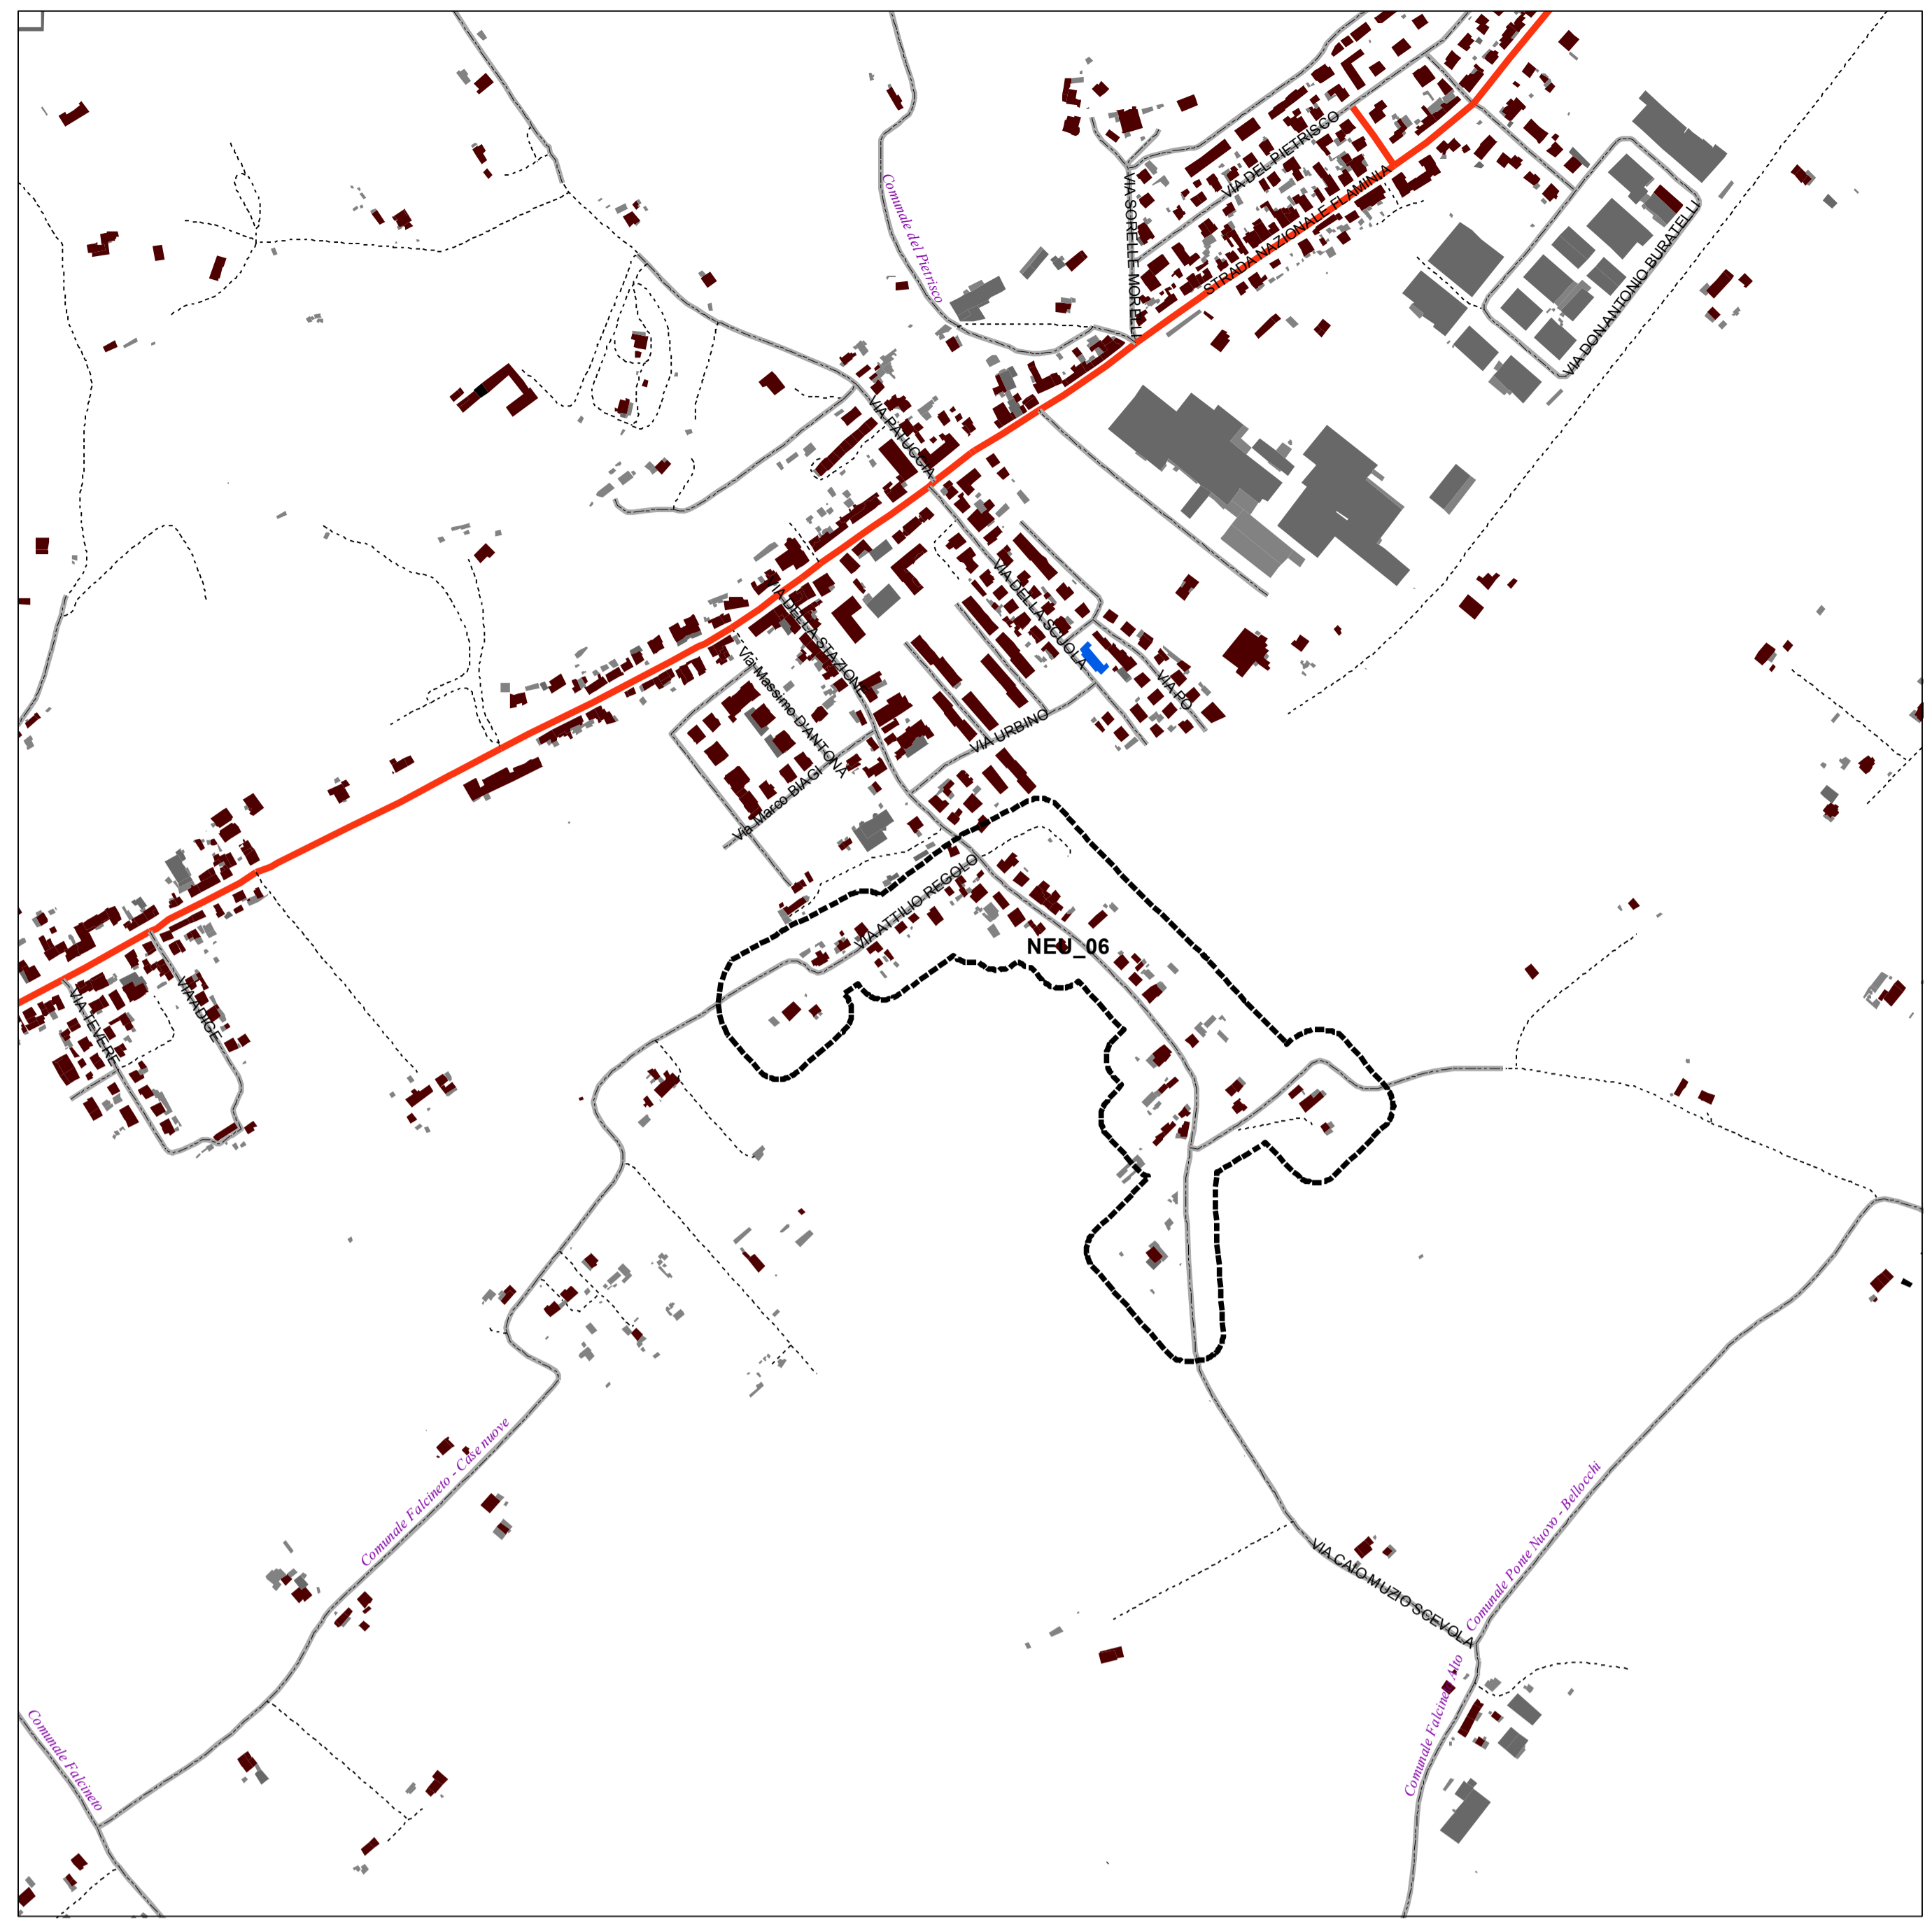 VIA DEL PIETRISCO
STRADA NAZIONALE FLAMINIA
VIA SORELLE MORELLI
VIA DON ANTONIO BURATELLI
Comunale del Pietrisco
VIA PALUCCIA
VIA DELLA SCUOLA
VIA DELLA STAZIONE
Via Massimo D'ANTONA
VIA PO
VIA URBINO
Via Marco BIAGI
VIA ATTILIO REGOLO
NEU_06
VIA ADIGE
VIA TEVERE
Comunale Falcineto - Case nuove
Comunale Ponte Nuovo - Bellocchi
VIA CAIO MUZIO SCEVOLA
Comunale Falcineto Alto
Comunale Falcineto